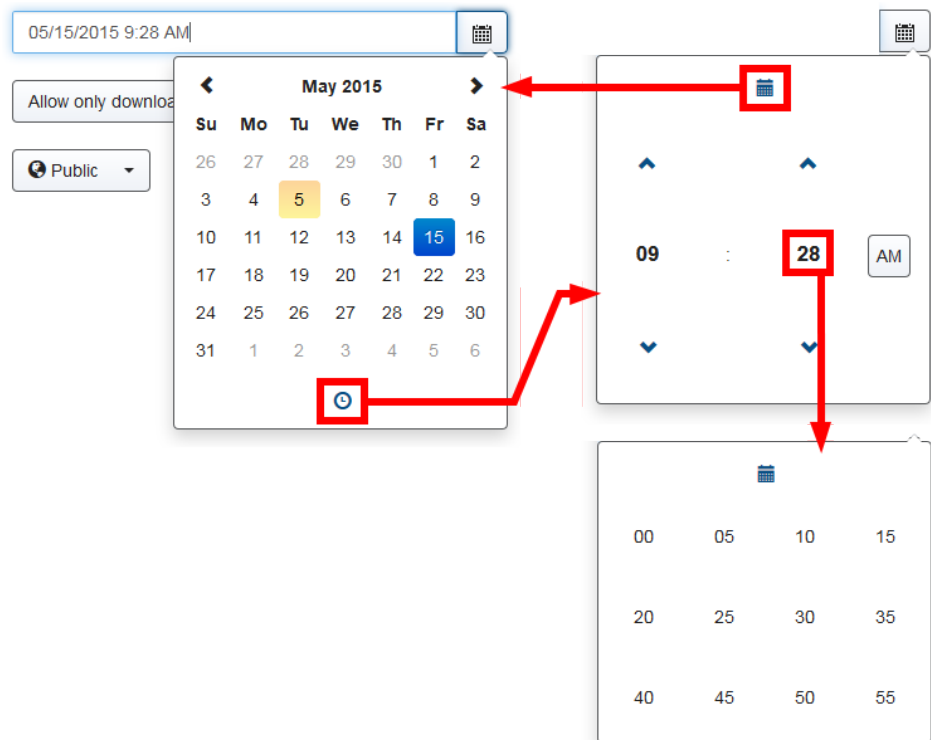 05/15/2015 9:28 AM
Allow only downloa
Public
May 2015
Su Mo Tu We Th Fr Sa
26 27 28 29 30 1 2
3 4 5 6 7 8 9
10 11 12 13 14 15 16
17 18 19 20 21 22 23
24 25 26 27 28 29 30
31 1 2 3 4 5 6
09 : 28 AM
00 05 10 15
20 25 30 35
40 45 50 55